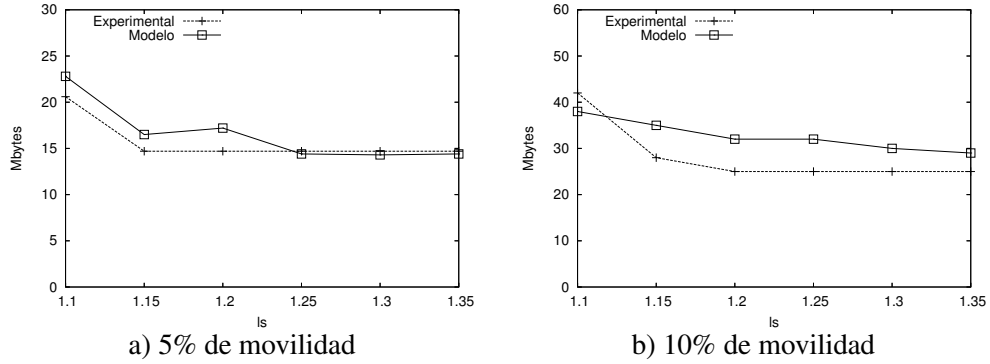 30
25
20
15
10
5
0
Mbytes
Experimental
Modelo
1.1 1.15 1.2 1.25 1.3 1.35
ls
a) 5% de movilidad
60
50
40
30
20
10
0
Mbytes
Experimental
Modelo
1.1 1.15 1.2 1.25 1.3 1.35
ls
b) 10% de movilidad